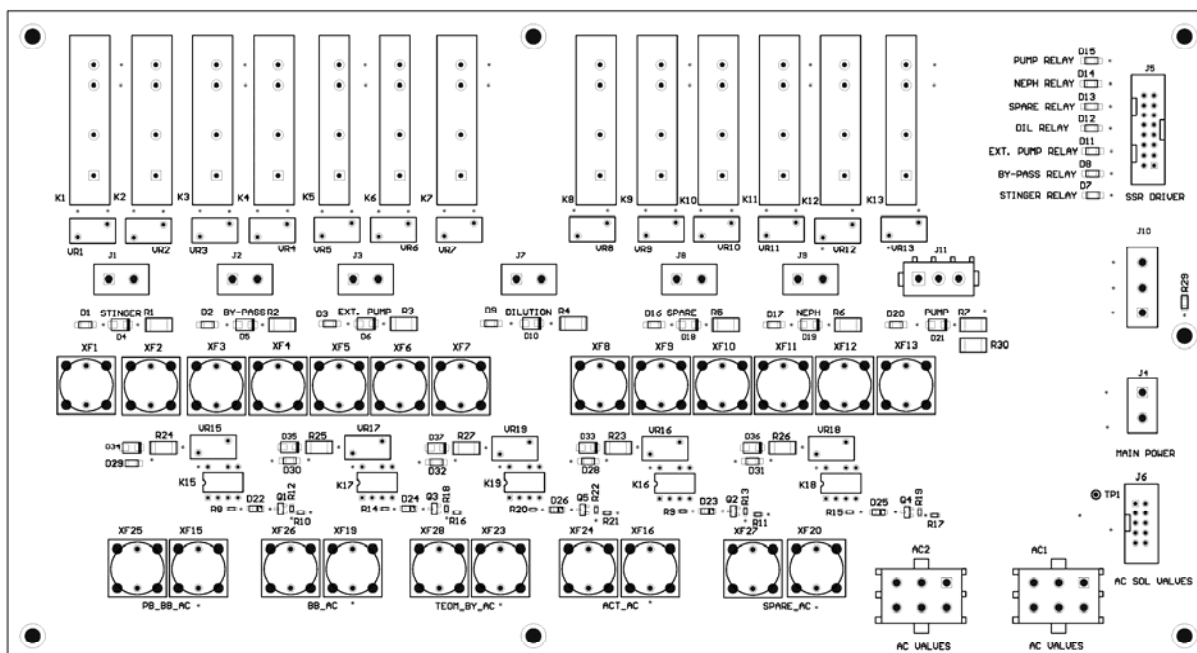 D15
PUMP RELAY
D14
NEPH RELAY
D13
SPARE RELAY
D12
DIL RELAY
D11
EXT. PUMP RELAY
D8
BY-PASS RELAY
D7
STINGER RELAY
J5
SSR DRIVER
K1 K2 K3 K4 K5 K6 K7 K8 K9 K10 K11 K12 K13
VR1 VR2 VR3 VR4 VR5 VR6 VR7 VR8 VR9 VR10 VR11 VR12 VR13
J1 J2 J3 J7 J8 J9 J11 J10
R29
D1 STINGER R1 D2 BY-PASS R2 D3 EXT. PUMP R3 D9 DILUTION R4 D16 SPARE R5 D17 NEPH R6 D20 PUMP R7
D4 D5 D6 D10 D18 D19 D21
R30
XF1 XF2 XF3 XF4 XF5 XF6 XF7 XF8 XF9 XF10 XF11 XF12 XF13
J4
MAIN POWER
VR15 VR17 VR19 VR16 VR18
D34 R24 D35 R25 D37 R27 D33 R23 D36 R26
D29 D30 D32 D28 D31
K15 K17 K19 K16 K18
R8 D22 Q1 R12 R10 R14 D24 Q3 R18 R16 R20 D26 Q5 R22 R21 R9 D23 Q2 R13 R11 R15 D25 Q4 R19 R17
TP1
J6
AC SOL VALVES
XF25 XF15 XF26 XF19 XF28 XF23 XF24 XF16 XF27 XF20
PB_BB_AC BB_AC TEOM_BY_AC ACT_AC SPARE_AC
AC2 AC1
AC VALVES AC VALVES